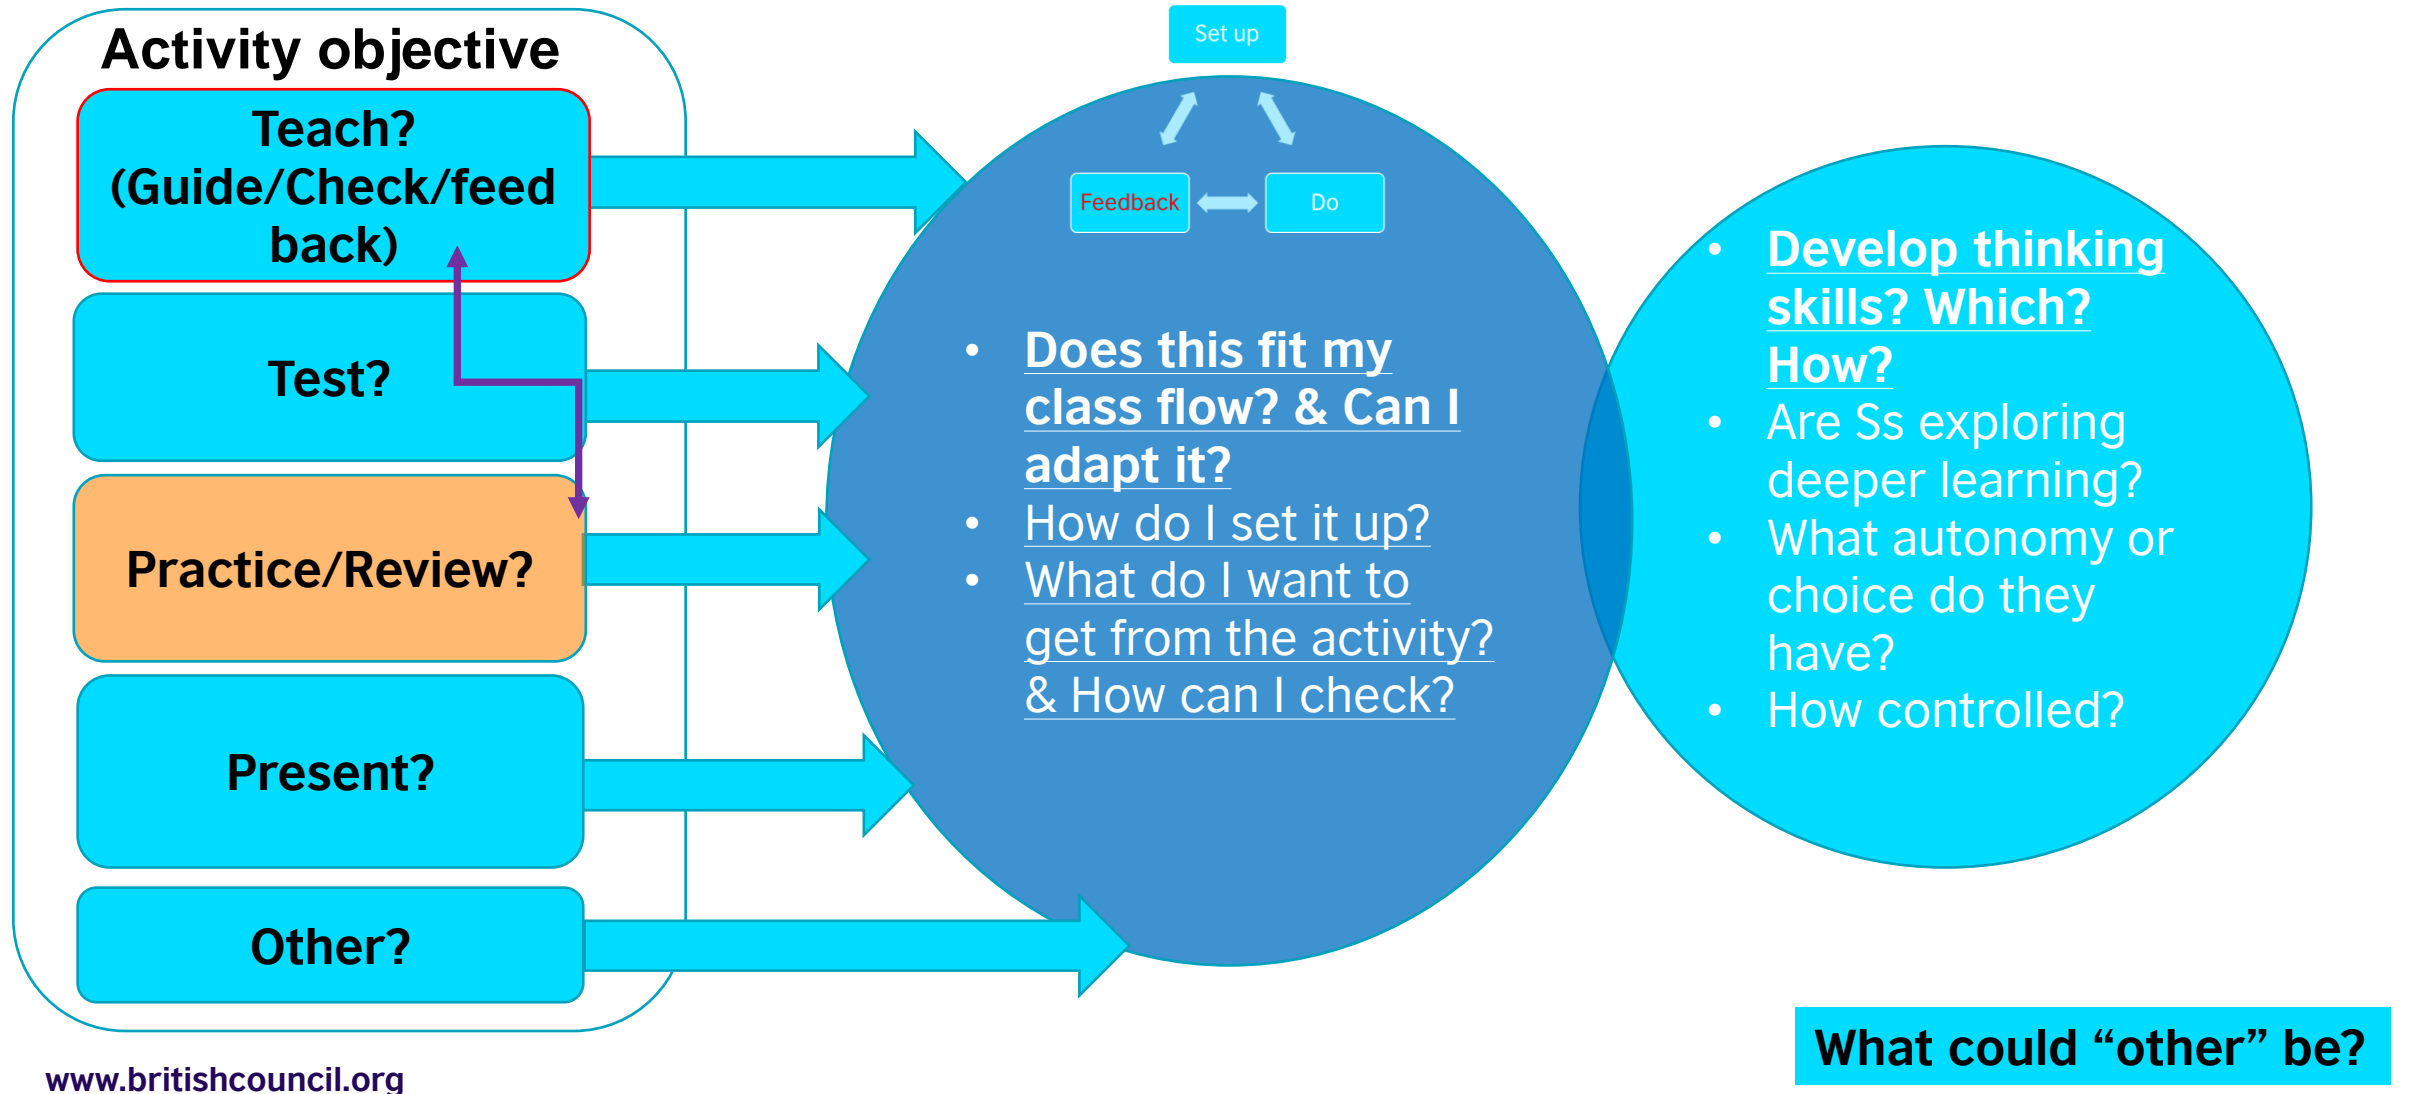 Activity objective
Teach?
(Guide/Check/feed
back)
Test?
Practice/Review?
Present?
Other?
www.britishcouncil.org
Set up
Feedback
Do
• Does this fit my
class flow? & Can I
adapt it?
• How do I set it up?
• What do I want to
get from the activity?
& How can I check?
• Develop thinking
skills? Which?
How?
• Are Ss exploring
deeper learning?
• What autonomy or
choice do they
have?
• How controlled?
What could “other” be?